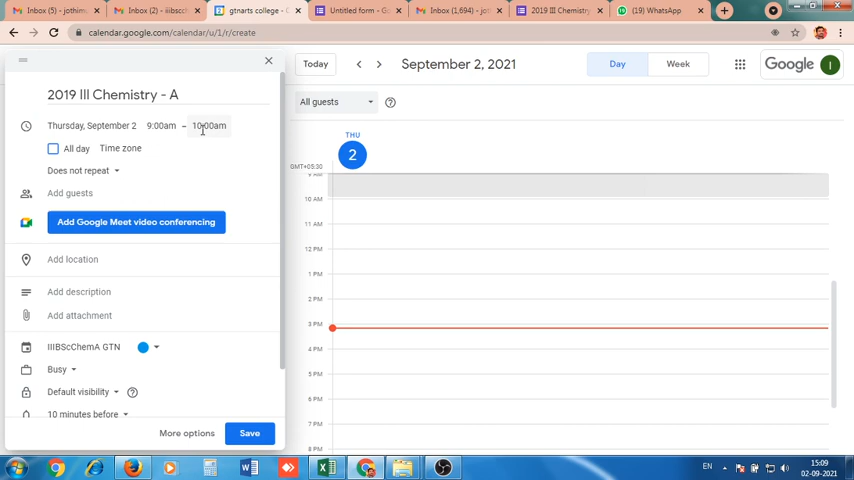 Inbox (5) - jothim
Inbox (2) - iiibscc
gtnarts college - C
Untitled form - Go
Inbox (1,694) - jot
2019 III Chemistry
(19) WhatsApp
calendar.google.com/calendar/u/1/r/create
Today
September 2, 2021
Day
Week
Google
I
2019 III Chemistry - A
Thursday, September 2 9:00am – 10:00am
All day Time zone
Does not repeat
Add guests
Add Google Meet video conferencing
Add location
Add description
Add attachment
IIIBScChemA GTN
Busy
Default visibility
10 minutes before
More options
Save
All guests
THU
2
GMT+05:30
9 AM
10 AM
11 AM
12 PM
1 PM
2 PM
3 PM
4 PM
5 PM
6 PM
7 PM
8 PM
EN
15:09
02-09-2021